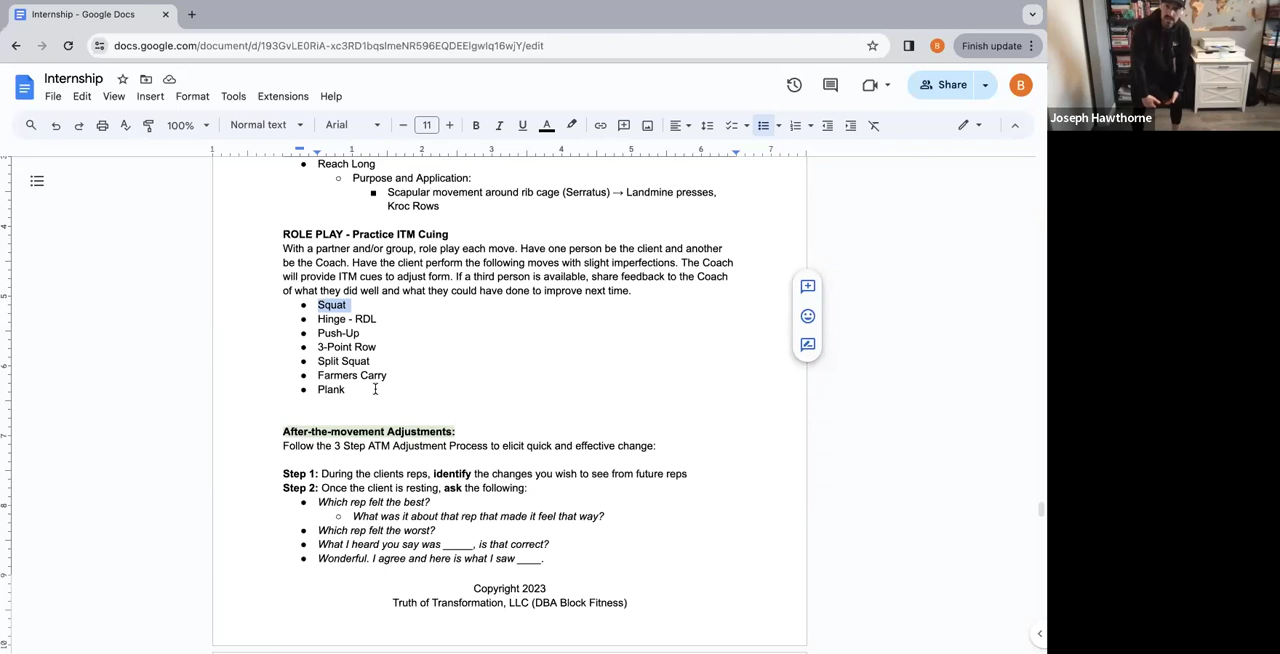 Internship - Google Docs
docs.google.com/document/d/193GvLE0RiA-xc3RD1bqsImeNR596EQDEEIgwIq16wjY/edit
B
Finish update
Internship
File Edit View Insert Format Tools Extensions Help
Share
B
100% Normal text Arial 11 B I U A
1 1 2 3 4 5 6 7
Reach Long
Purpose and Application:
Scapular movement around rib cage (Serratus) → Landmine presses,
Kroc Rows
ROLE PLAY - Practice ITM Cuing
With a partner and/or group, role play each move. Have one person be the client and another
be the Coach. Have the client perform the following moves with slight imperfections. The Coach
will provide ITM cues to adjust form. If a third person is available, share feedback to the Coach
of what they did well and what they could have done to improve next time.
Squat
Hinge - RDL
Push-Up
3-Point Row
Split Squat
Farmers Carry
Plank
After-the-movement Adjustments:
Follow the 3 Step ATM Adjustment Process to elicit quick and effective change:
Step 1: During the clients reps, identify the changes you wish to see from future reps
Step 2: Once the client is resting, ask the following:
Which rep felt the best?
What was it about that rep that made it feel that way?
Which rep felt the worst?
What I heard you say was _____, is that correct?
Wonderful. I agree and here is what I saw ____.
Copyright 2023
Truth of Transformation, LLC (DBA Block Fitness)
Joseph Hawthorne